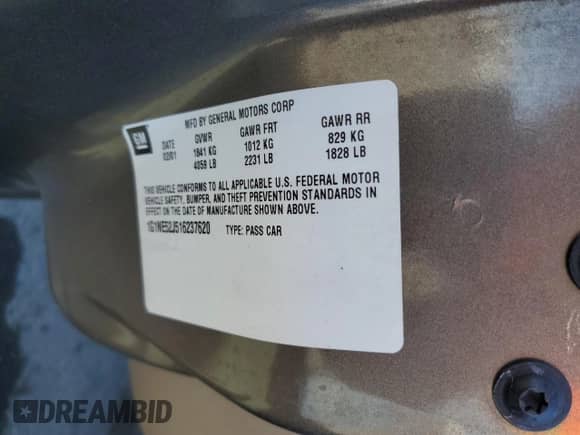 MFD BY GENERAL MOTORS CORP
GM DATE GVWR GAWR FRT GAWR RR
02/01 1841 KG 1012 KG 829 KG
4059 LB 2231 LB 1828 LB
THIS VEHICLE CONFORMS TO ALL APPLICABLE U.S. FEDERAL MOTOR
VEHICLE SAFETY, BUMPER, AND THEFT PREVENTION STANDARDS IN
EFFECT ON THE DATE OF MANUFACTURE SHOWN ABOVE.
1G1NE52J516237620 TYPE: PASS CAR
DREAMBID